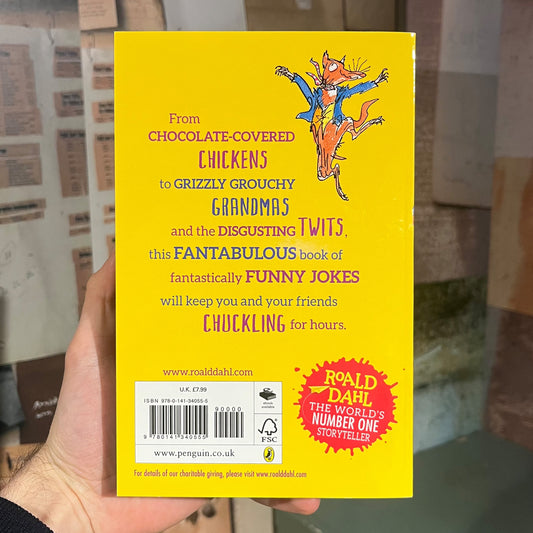 From
CHOCOLATE-COVERED
CHICKENS
to GRIZZLY GROUCHY
GRANDMAS
and the DISGUSTING TWITS,
this FANTABULOUS book of
fantastically FUNNY JOKES
will keep you and your friends
CHUCKLING for hours.
www.roalddahl.com
U.K. £7.99
ISBN 978-0-141-34055-5
90000
9 780141 340555
FSC
www.penguin.co.uk
ROALD
DAHL
THE WORLD'S
NUMBER ONE
STORYTELLER
For details of our charitable giving, please visit www.roalddahl.com